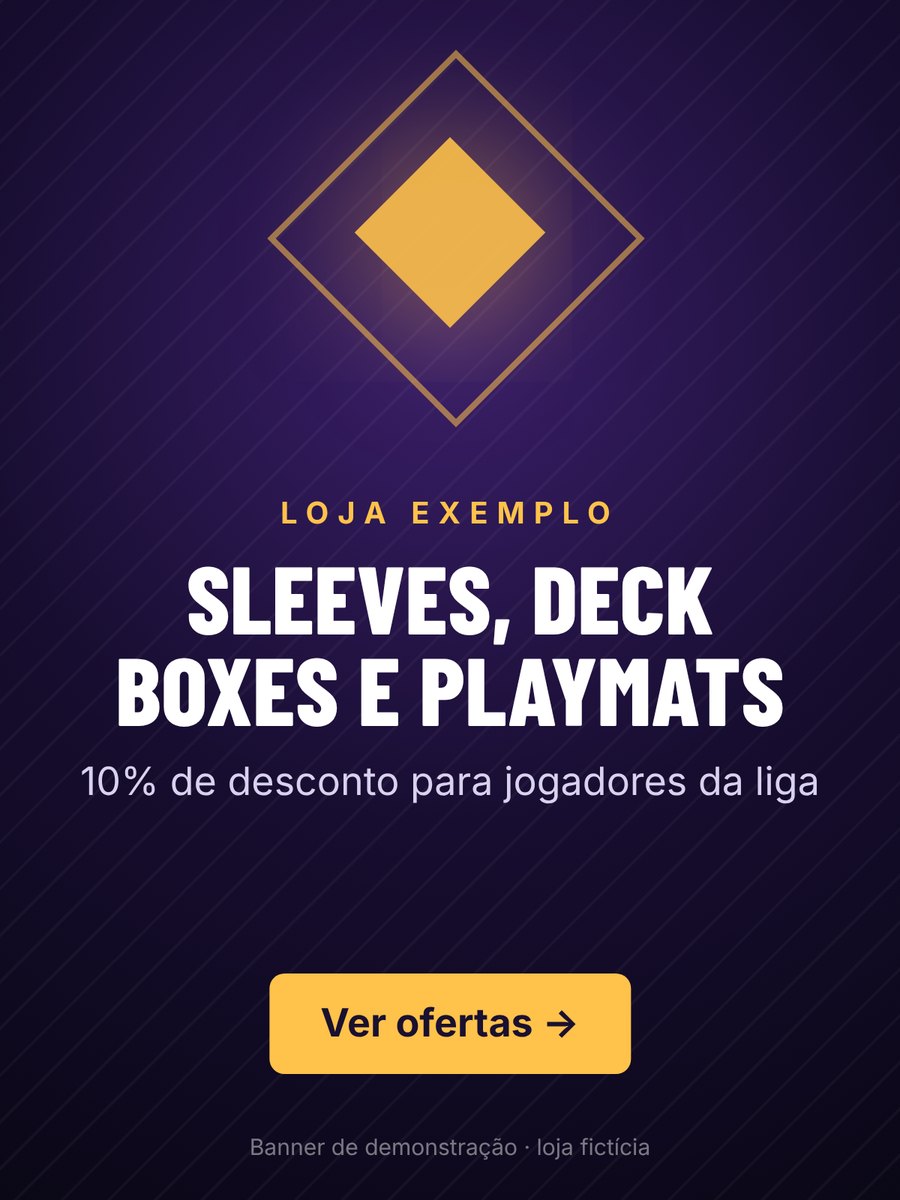 LOJA EXEMPLO
SLEEVES, DECK
BOXES E PLAYMATS
10% de desconto para jogadores da liga
Ver ofertas →
Banner de demonstração · loja fictícia